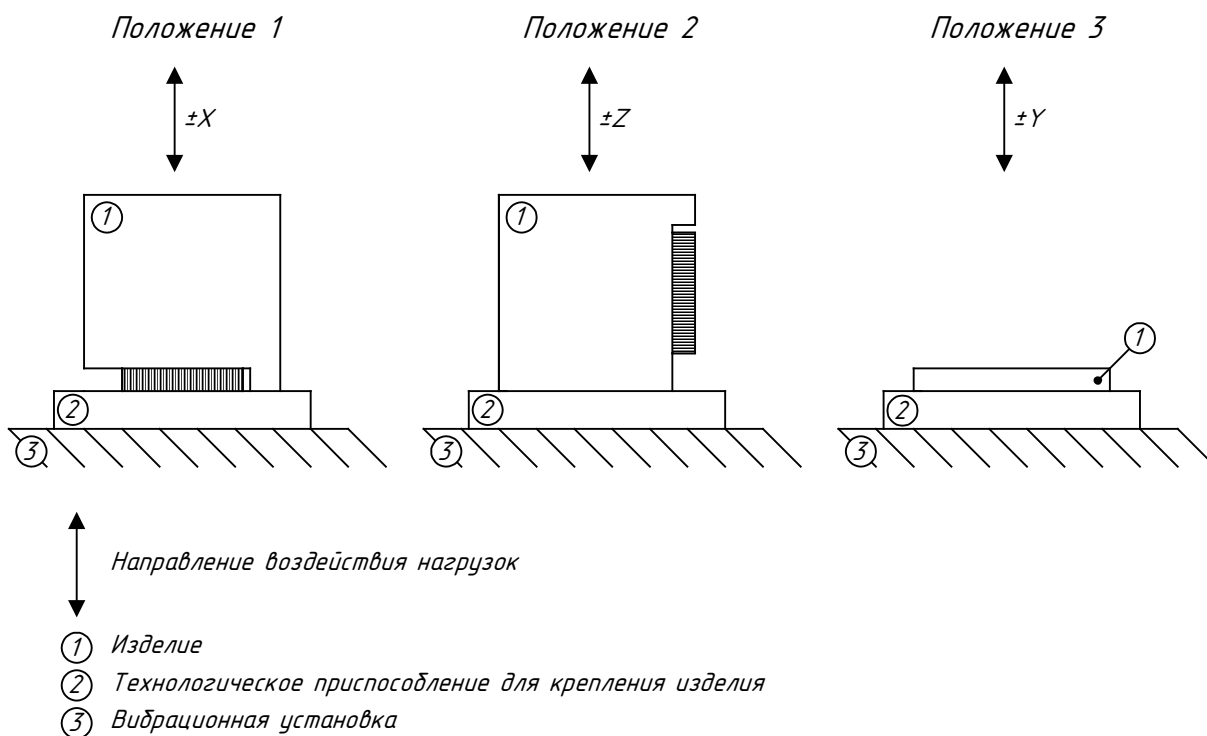 Положение 1 Положение 2 Положение 3
±X ±Z ±Y
1 1
1
2 2 2
3 3 3
Направление воздействия нагрузок
1 Изделие
2 Технологическое приспособление для крепления изделия
3 Вибрационная установка